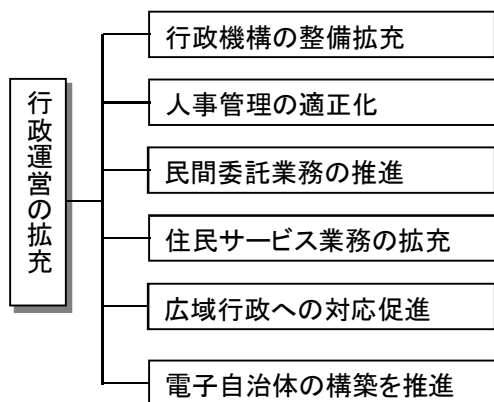 行政運営の拡充
行政機構の整備拡充
人事管理の適正化
民間委託業務の推進
住民サービス業務の拡充
広域行政への対応促進
電子自治体の構築を推進